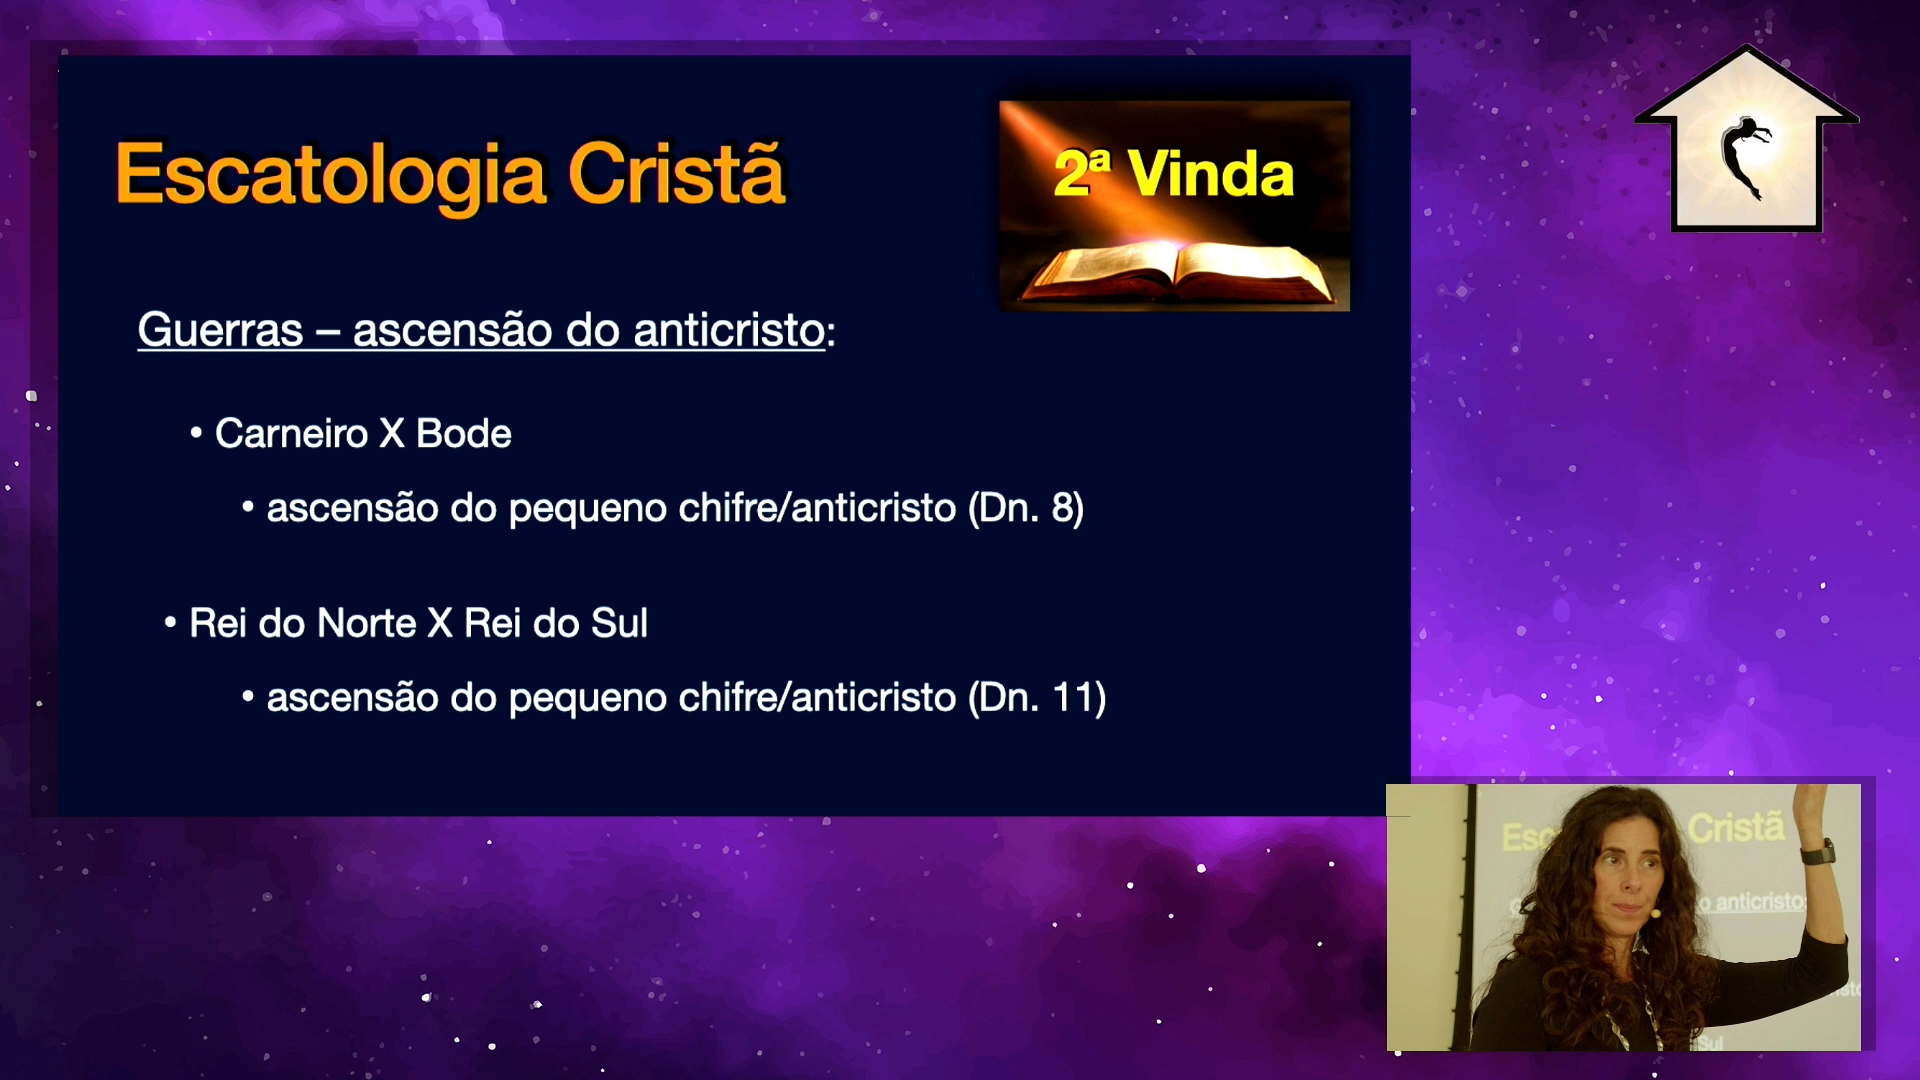 Escatologia Cristã
2ª Vinda
Guerras – ascensão do anticristo:
• Carneiro X Bode
• ascensão do pequeno chifre/anticristo (Dn. 8)
• Rei do Norte X Rei do Sul
• ascensão do pequeno chifre/anticristo (Dn. 11)
Cristã
o anticristo:
Sul